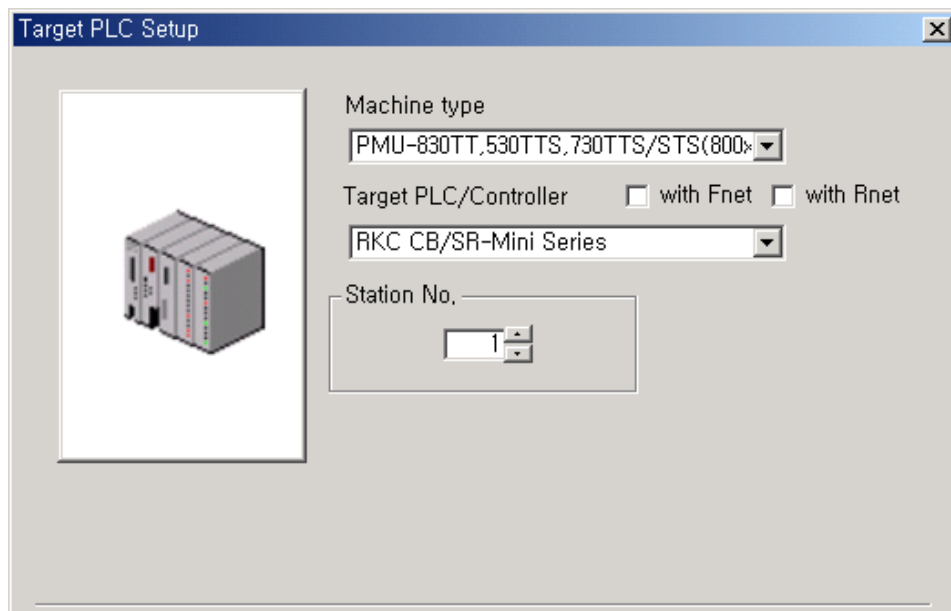 Target PLC Setup
Machine type
PMU-830TT,530TTS,730TTS/STS(800x
Target PLC/Controller with Fnet with Rnet
RKC CB/SR-Mini Series
Station No.
1